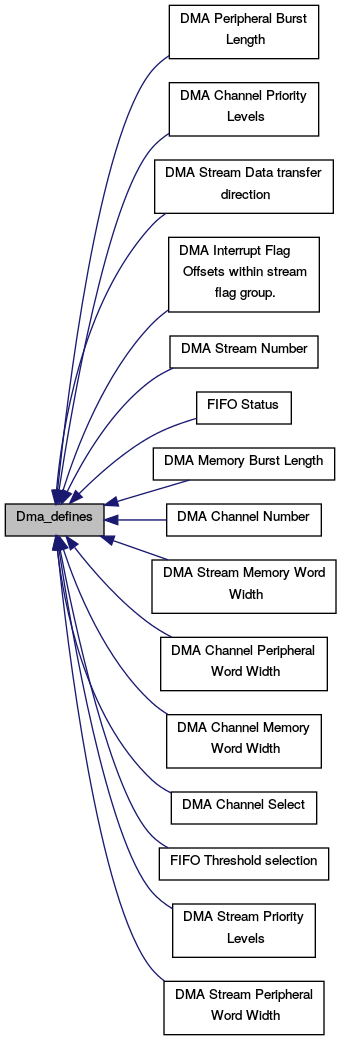 DMA Peripheral Burst
Length
DMA Channel Priority
Levels
DMA Stream Data transfer
direction
DMA Interrupt Flag
Offsets within stream
flag group.
DMA Stream Number
FIFO Status
DMA Memory Burst Length
Dma_defines
DMA Channel Number
DMA Stream Memory Word
Width
DMA Channel Peripheral
Word Width
DMA Channel Memory
Word Width
DMA Channel Select
FIFO Threshold selection
DMA Stream Priority
Levels
DMA Stream Peripheral
Word Width